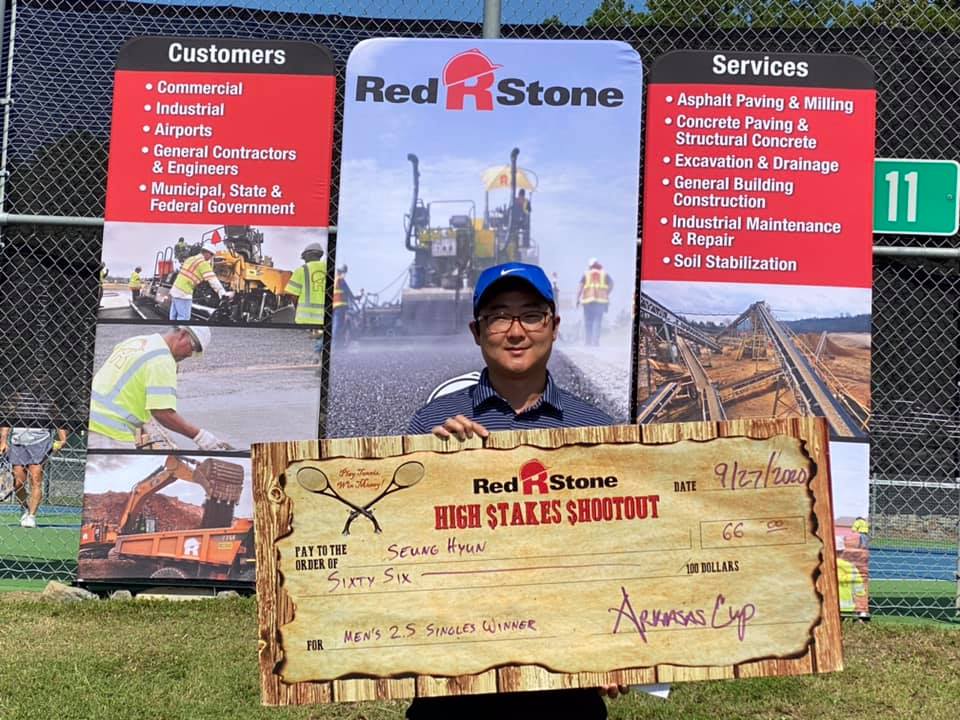 Customers
• Commercial
• Industrial
• Airports
• General Contractors
& Engineers
• Municipal, State &
Federal Government
Red R Stone
Services
• Asphalt Paving & Milling
• Concrete Paving &
Structural Concrete
• Excavation & Drainage
• General Building
Construction
• Industrial Maintenance
& Repair
• Soil Stabilization
11
Play Tennis,
Win Money!
Red R Stone
HIGH $TAKES $HOOTOUT
DATE 9/27/2020
PAY TO THE
ORDER OF SEUNG HYUN
66 00
SIXTY SIX 100 DOLLARS
FOR MEN'S 2.5 SINGLES WINNER
ARKANSAS CUP